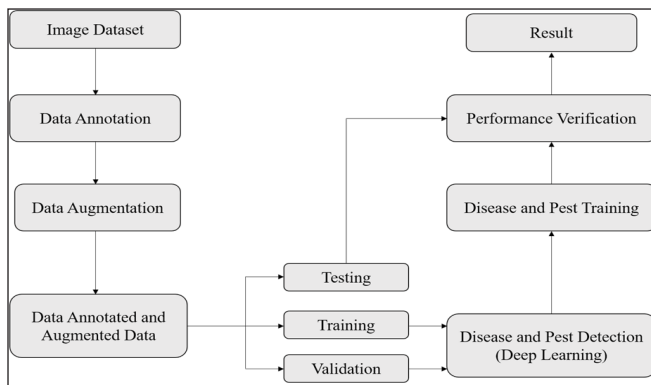 Image Dataset
Data Annotation
Data Augmentation
Data Annotated and
Augmented Data
Testing
Training
Validation
Disease and Pest Detection
(Deep Learning)
Disease and Pest Training
Performance Verification
Result